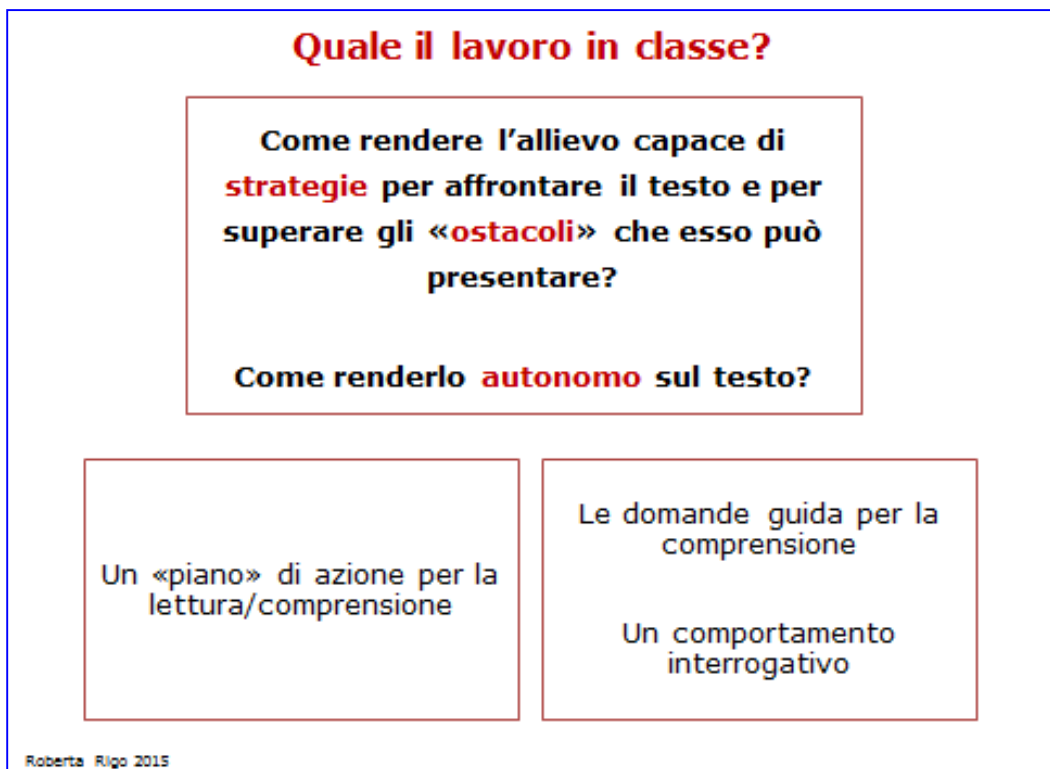 Quale il lavoro in classe?
Come rendere l’allievo capace di
strategie per affrontare il testo e per
superare gli «ostacoli» che esso può
presentare?
Come renderlo autonomo sul testo?
Un «piano» di azione per la
lettura/comprensione
Le domande guida per la
comprensione
Un comportamento
interrogativo
Roberta Rigo 2015